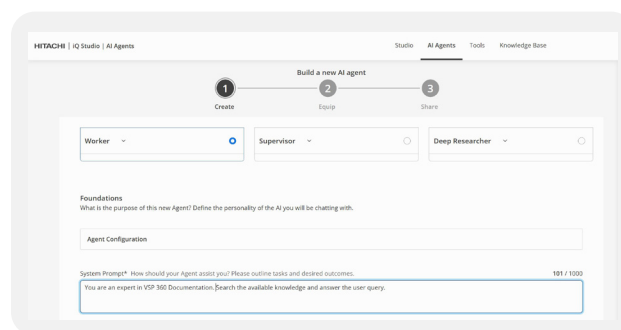 HITACHI | iQ Studio | AI Agents
Studio AI Agents Tools Knowledge Base
Build a new AI agent
1 2 3
Create Equip Share
Worker Supervisor Deep Researcher
Foundations
What is the purpose of this new Agent? Define the personality of the AI you will be chatting with.
Agent Configuration
System Prompt* How should your Agent assist you? Please outline tasks and desired outcomes. 101 / 1000
You are an expert in VSP 360 Documentation. Search the available knowledge and answer the user query.